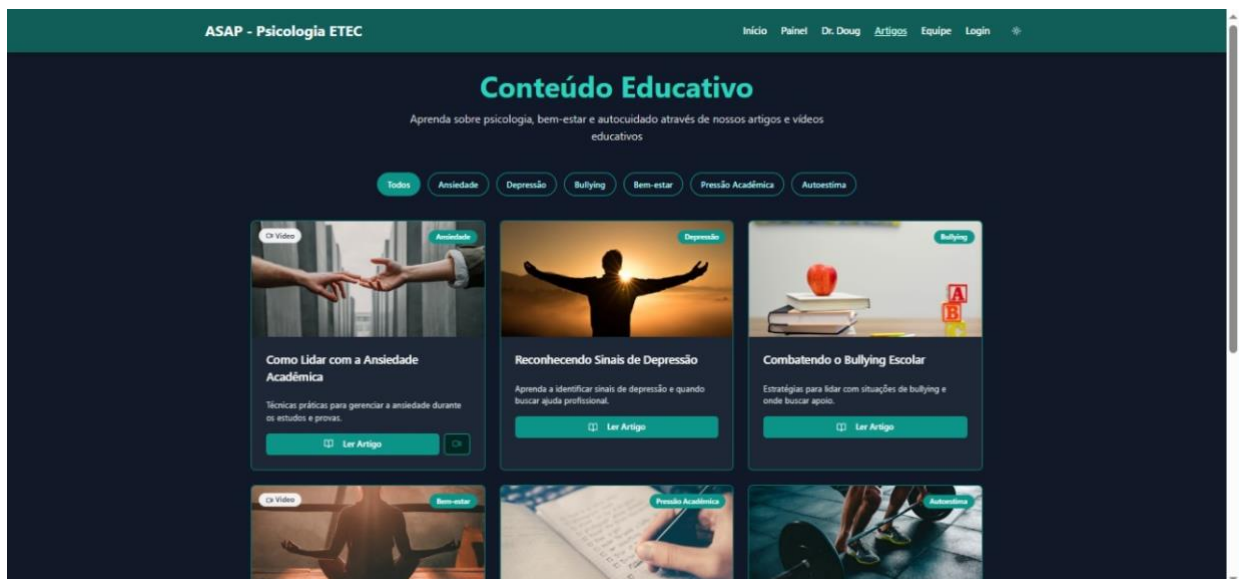 ASAP - Psicologia ETEC
Início Painel Dr. Doug Artigos Equipe Login
Conteúdo Educativo
Aprenda sobre psicologia, bem-estar e autocuidado através de nossos artigos e vídeos
educativos
Todos Ansiedade Depressão Bullying Bem-estar Pressão Acadêmica Autoestima
Vídeo Ansiedade
Como Lidar com a Ansiedade
Acadêmica
Técnicas práticas para gerenciar a ansiedade durante
os estudos e provas.
Ler Artigo
Depressão
Reconhecendo Sinais de Depressão
Aprenda a identificar sinais de depressão e quando
buscar ajuda profissional.
Ler Artigo
Bullying
A
B
C
Combatendo o Bullying Escolar
Estratégias para lidar com situações de bullying e
onde buscar apoio.
Ler Artigo
Vídeo Bem-estar
Pressão Acadêmica
Autoestima